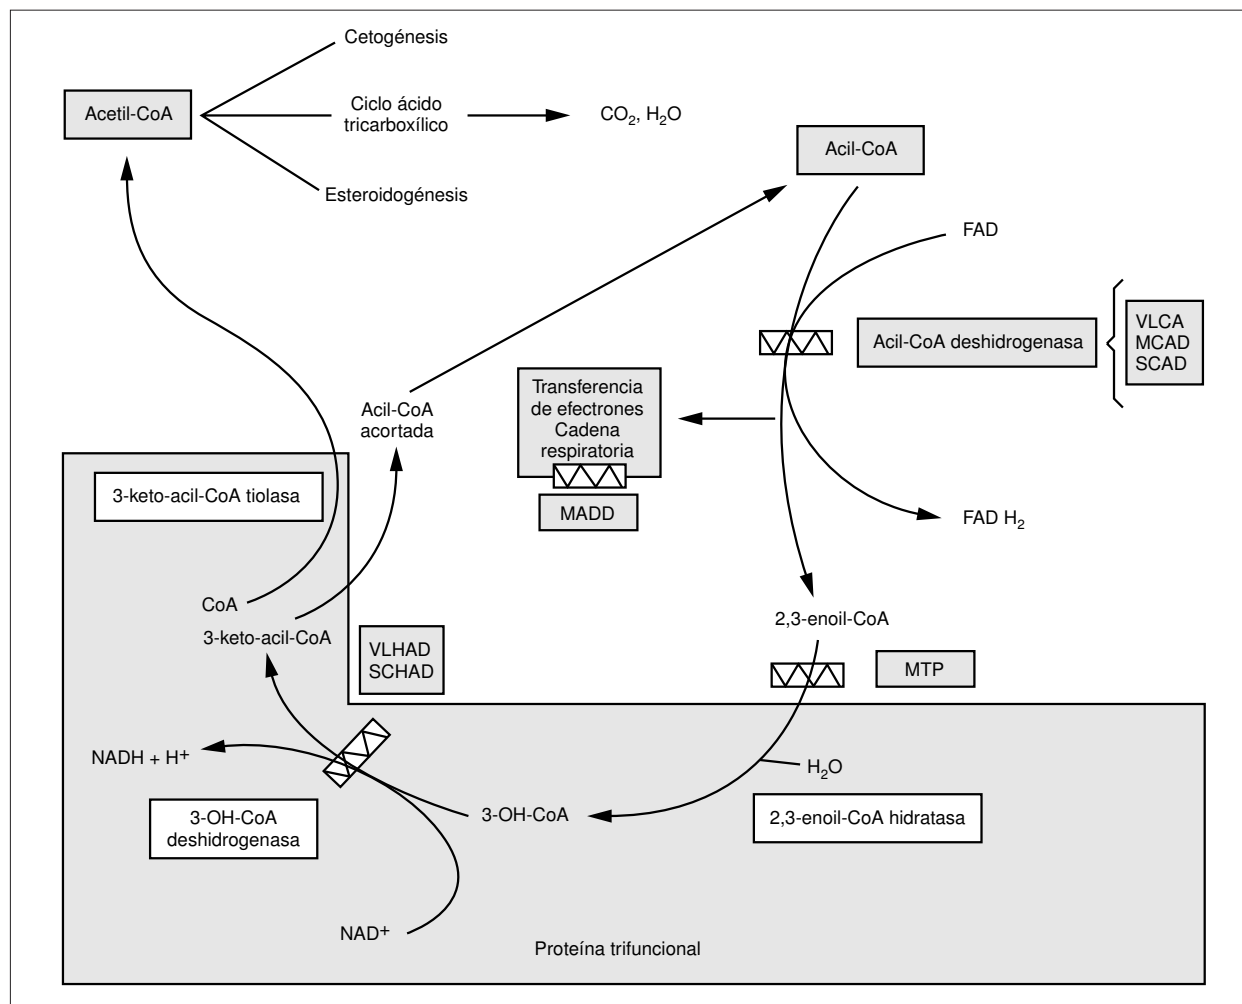 Cetogénesis
Acetil-CoA
Ciclo ácido
tricarboxílico
CO2, H2O
Esteroidogénesis
Acil-CoA
FAD
Acil-CoA deshidrogenasa
VLCA
MCAD
SCAD
Transferencia
de efectrones
Cadena
respiratoria
MADD
Acil-CoA
acortada
3-keto-acil-CoA tiolasa
FAD H2
CoA
3-keto-acil-CoA
VLHAD
SCHAD
2,3-enoil-CoA
MTP
NADH + H+
H2O
3-OH-CoA
deshidrogenasa
3-OH-CoA
2,3-enoil-CoA hidratasa
NAD+
Proteína trifuncional